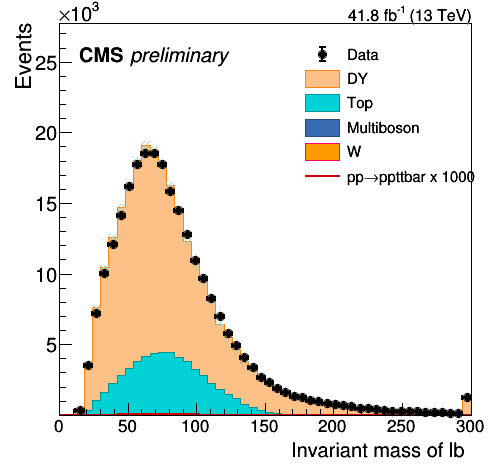 ×10³
41.8 fb⁻¹ (13 TeV)
Events
CMS preliminary
Data
DY
Top
Multiboson
W
pp→ppttbar x 1000
25
20
15
10
5
0
0 50 100 150 200 250 300
Invariant mass of lb